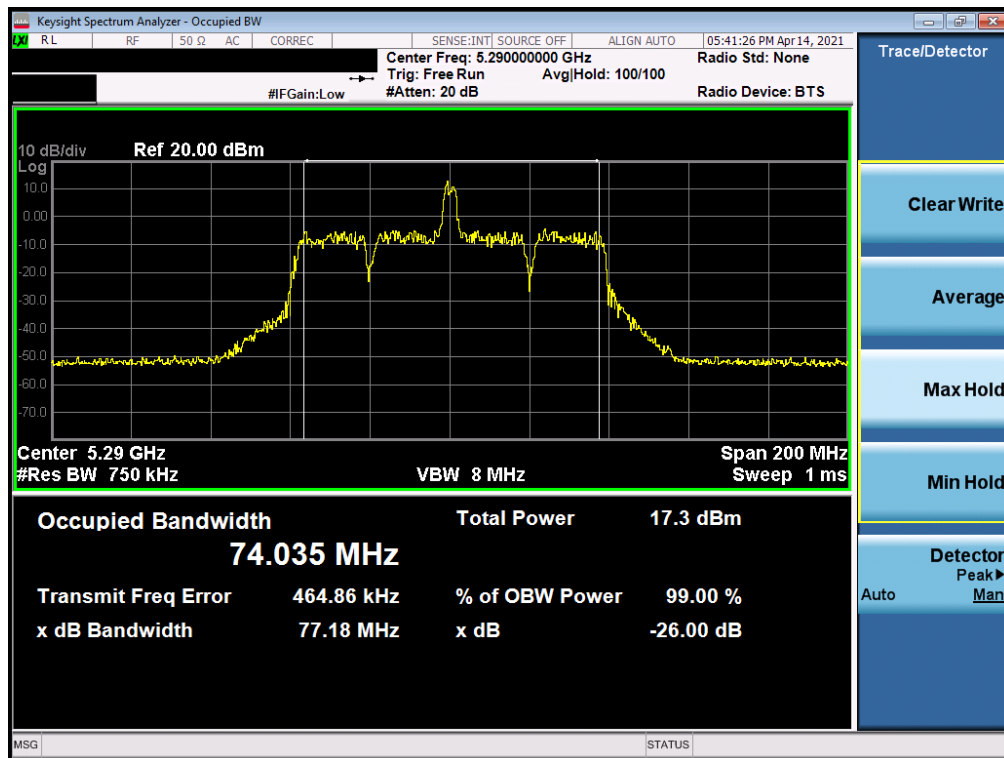 Keysight Spectrum Analyzer - Occupied BW
LXI RL RF 50 Ω AC CORREC SENSE:INT SOURCE OFF ALIGN AUTO 05:41:26 PM Apr 14, 2021
Center Freq: 5.290000000 GHz Radio Std: None
Trig: Free Run Avg|Hold: 100/100
#IFGain:Low #Atten: 20 dB Radio Device: BTS
10 dB/div Ref 20.00 dBm
Log
10.0
0.00
-10.0
-20.0
-30.0
-40.0
-50.0
-60.0
-70.0
Center 5.29 GHz Span 200 MHz
#Res BW 750 kHz VBW 8 MHz Sweep 1 ms
Occupied Bandwidth Total Power 17.3 dBm
74.035 MHz
Transmit Freq Error 464.86 kHz % of OBW Power 99.00 %
x dB Bandwidth 77.18 MHz x dB -26.00 dB
MSG STATUS
Trace/Detector
Clear Write
Average
Max Hold
Min Hold
Detector
Peak▶
Auto Man